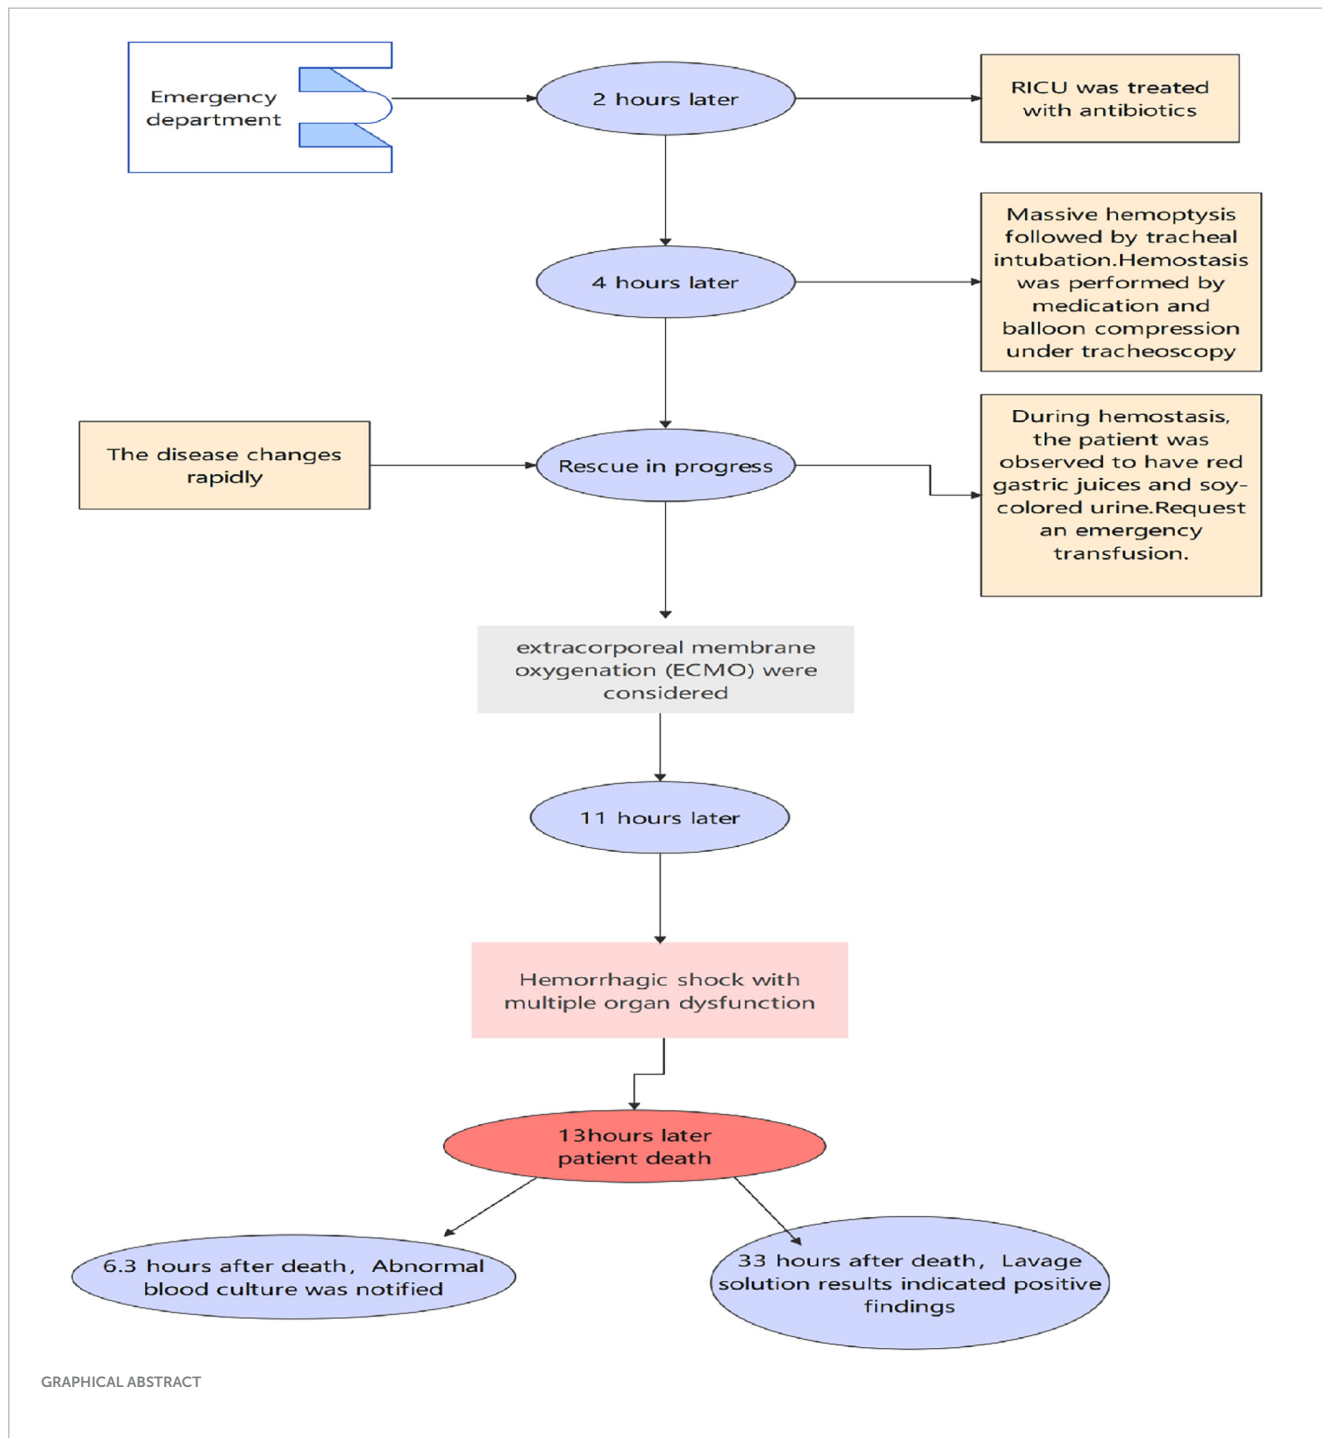 Emergency
department
2 hours later
RICU was treated
with antibiotics
4 hours later
Massive hemoptysis
followed by tracheal
intubation.Hemostasis
was performed by
medication and
balloon compression
under tracheoscopy
The disease changes
rapidly
Rescue in progress
During hemostasis,
the patient was
observed to have red
gastric juices and soy-
colored urine.Request
an emergency
transfusion.
extracorporeal membrane
oxygenation (ECMO) were
considered
11 hours later
Hemorrhagic shock with
multiple organ dysfunction
13hours later
patient death
6.3 hours after death，Abnormal
blood culture was notified
33 hours after death，Lavage
solution results indicated positive
findings
GRAPHICAL ABSTRACT